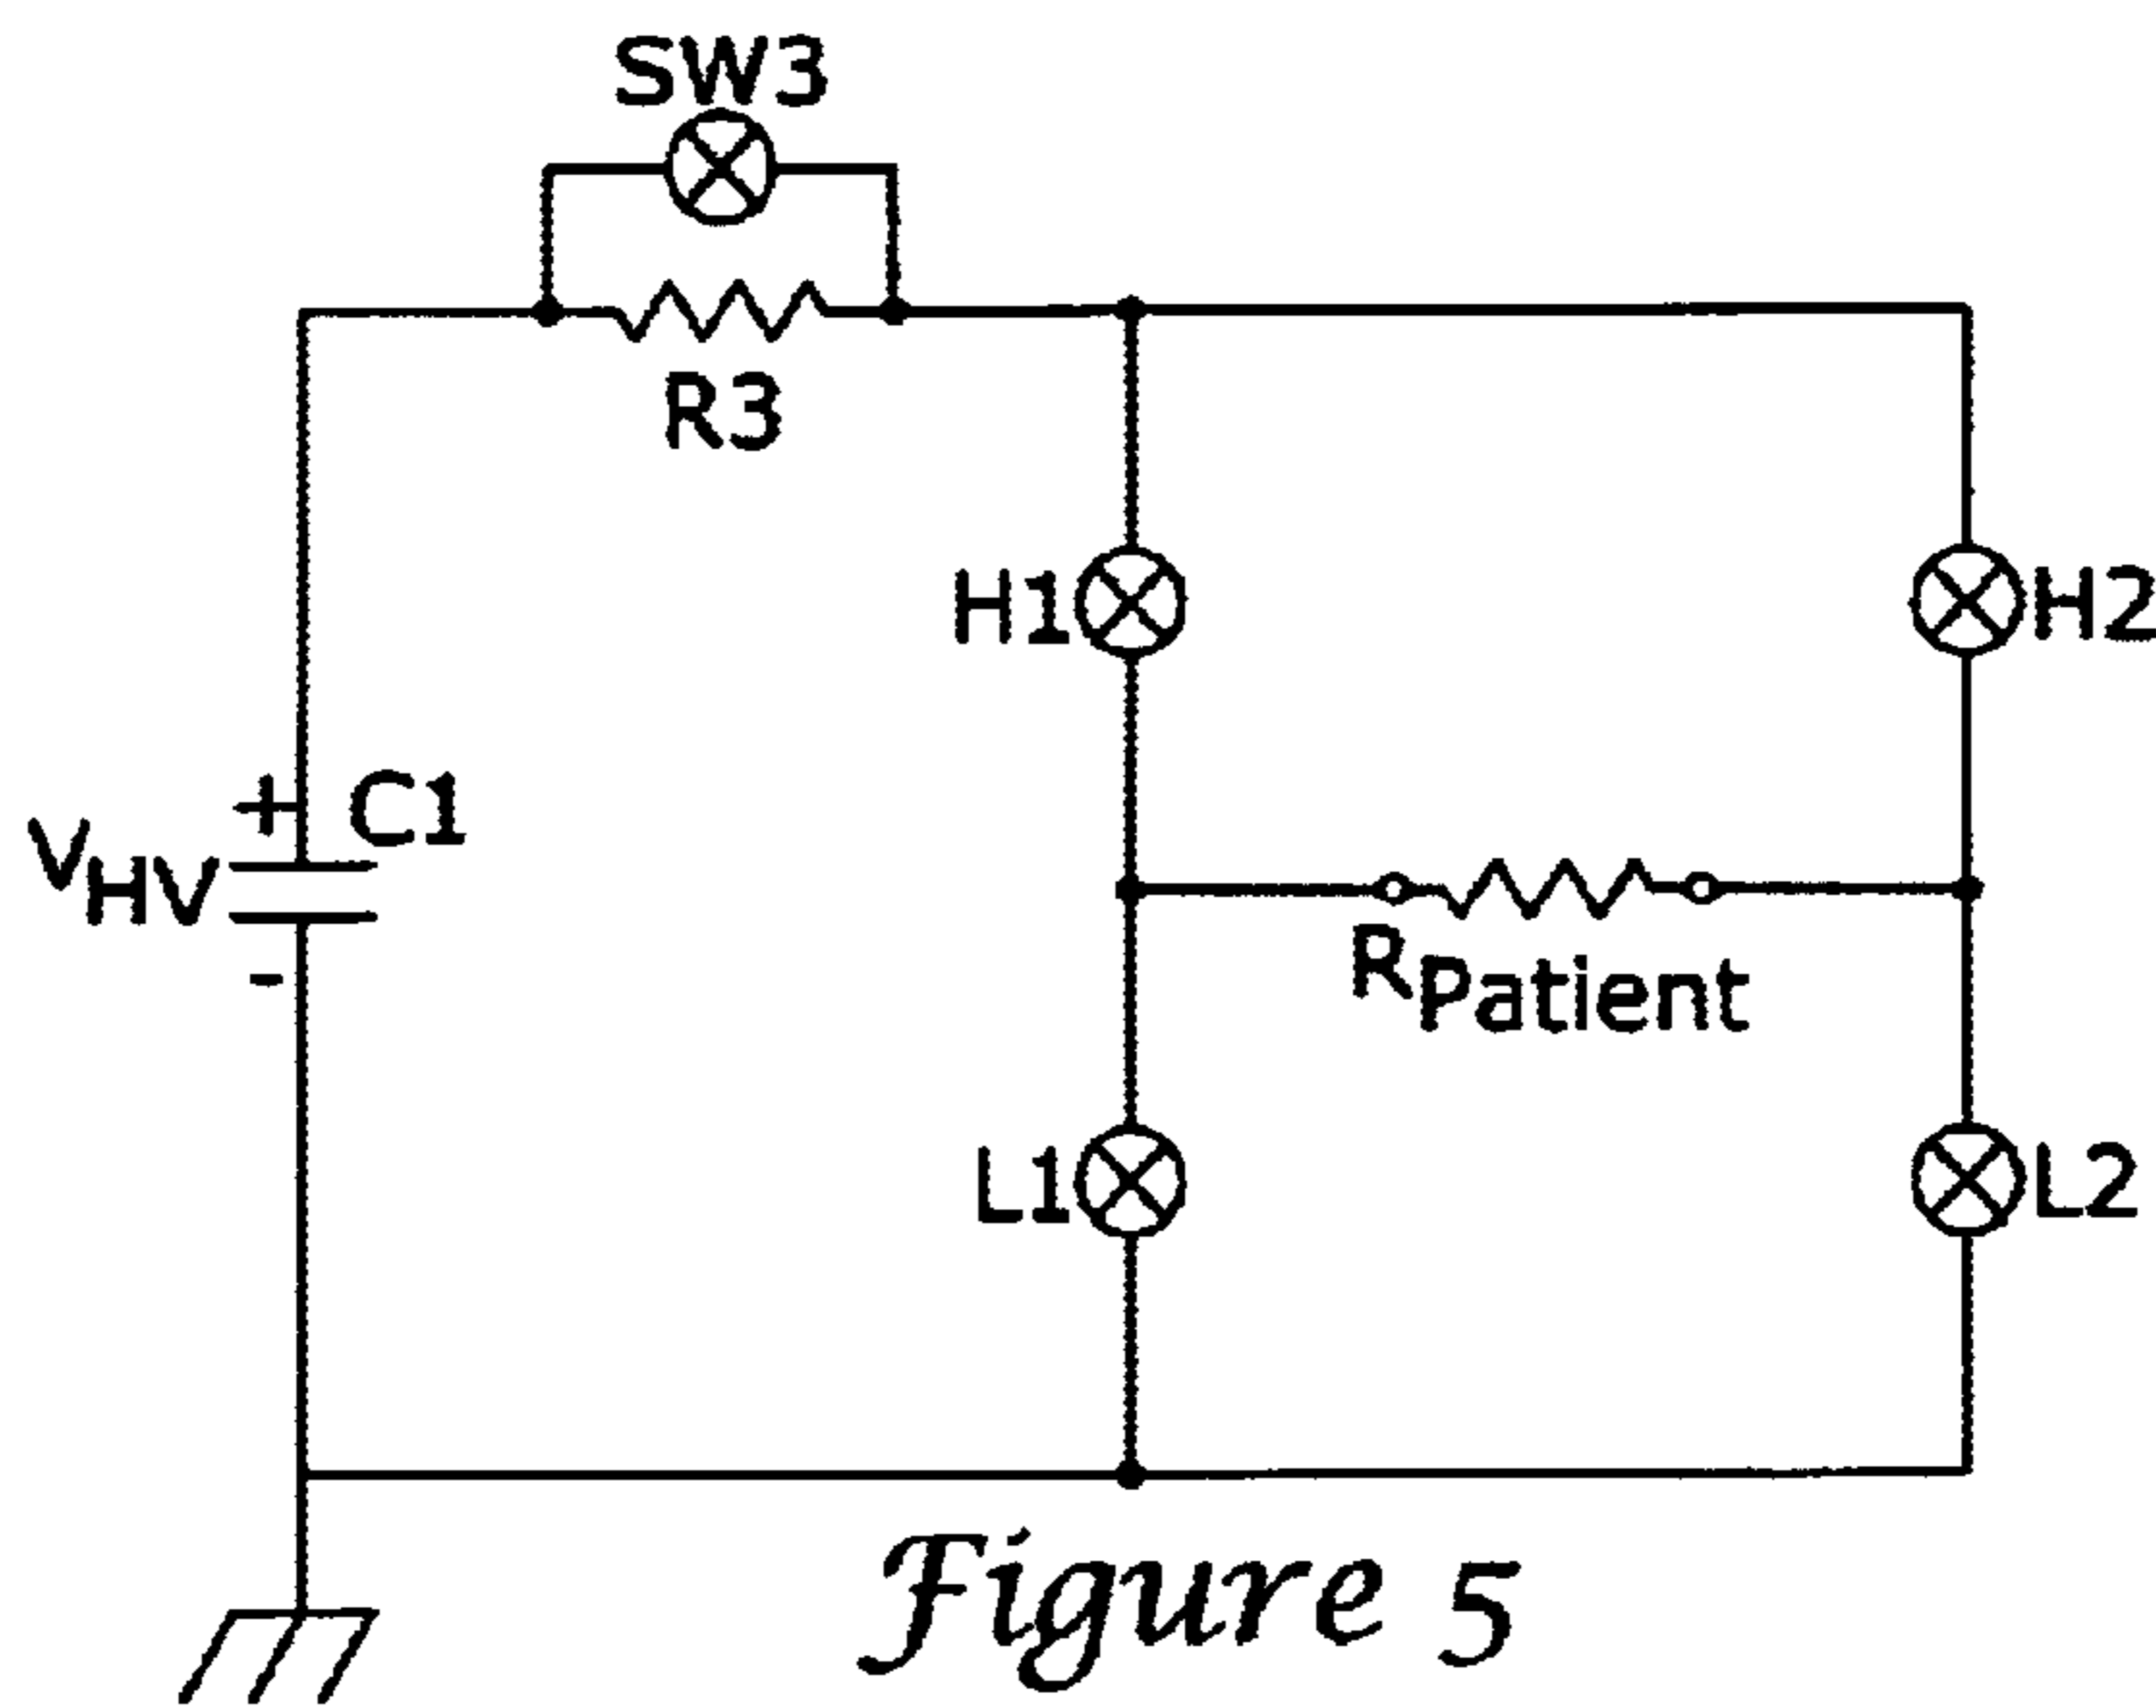 SW3
R3
H1
H2
+
C1
VHV
-
RPatient
L1
L2
Figure 5